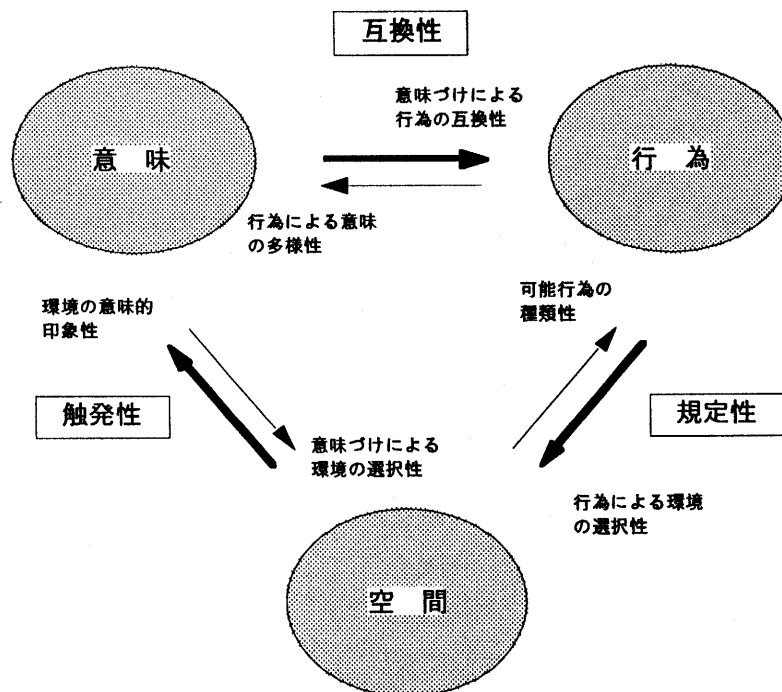 互換性
意味づけによる
行為の互換性
意 味
行 為
行為による意味
の多様性
環境の意味的
印象性
可能行為の
種類性
触発性
規定性
意味づけによる
環境の選択性
行為による環境
の選択性
空 間